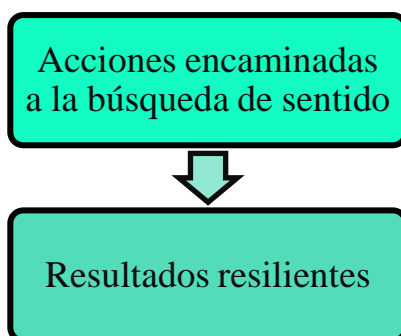 Acciones encaminadas
a la búsqueda de sentido
Resultados resilientes